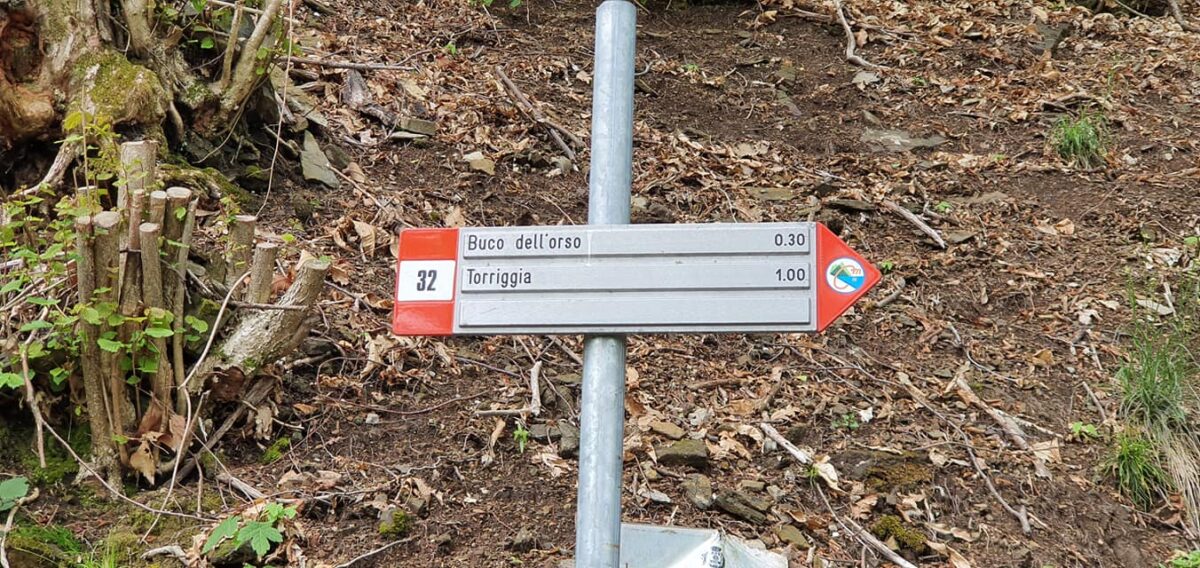 32
Buco dell'orso 0.30
Torriggia 1.00